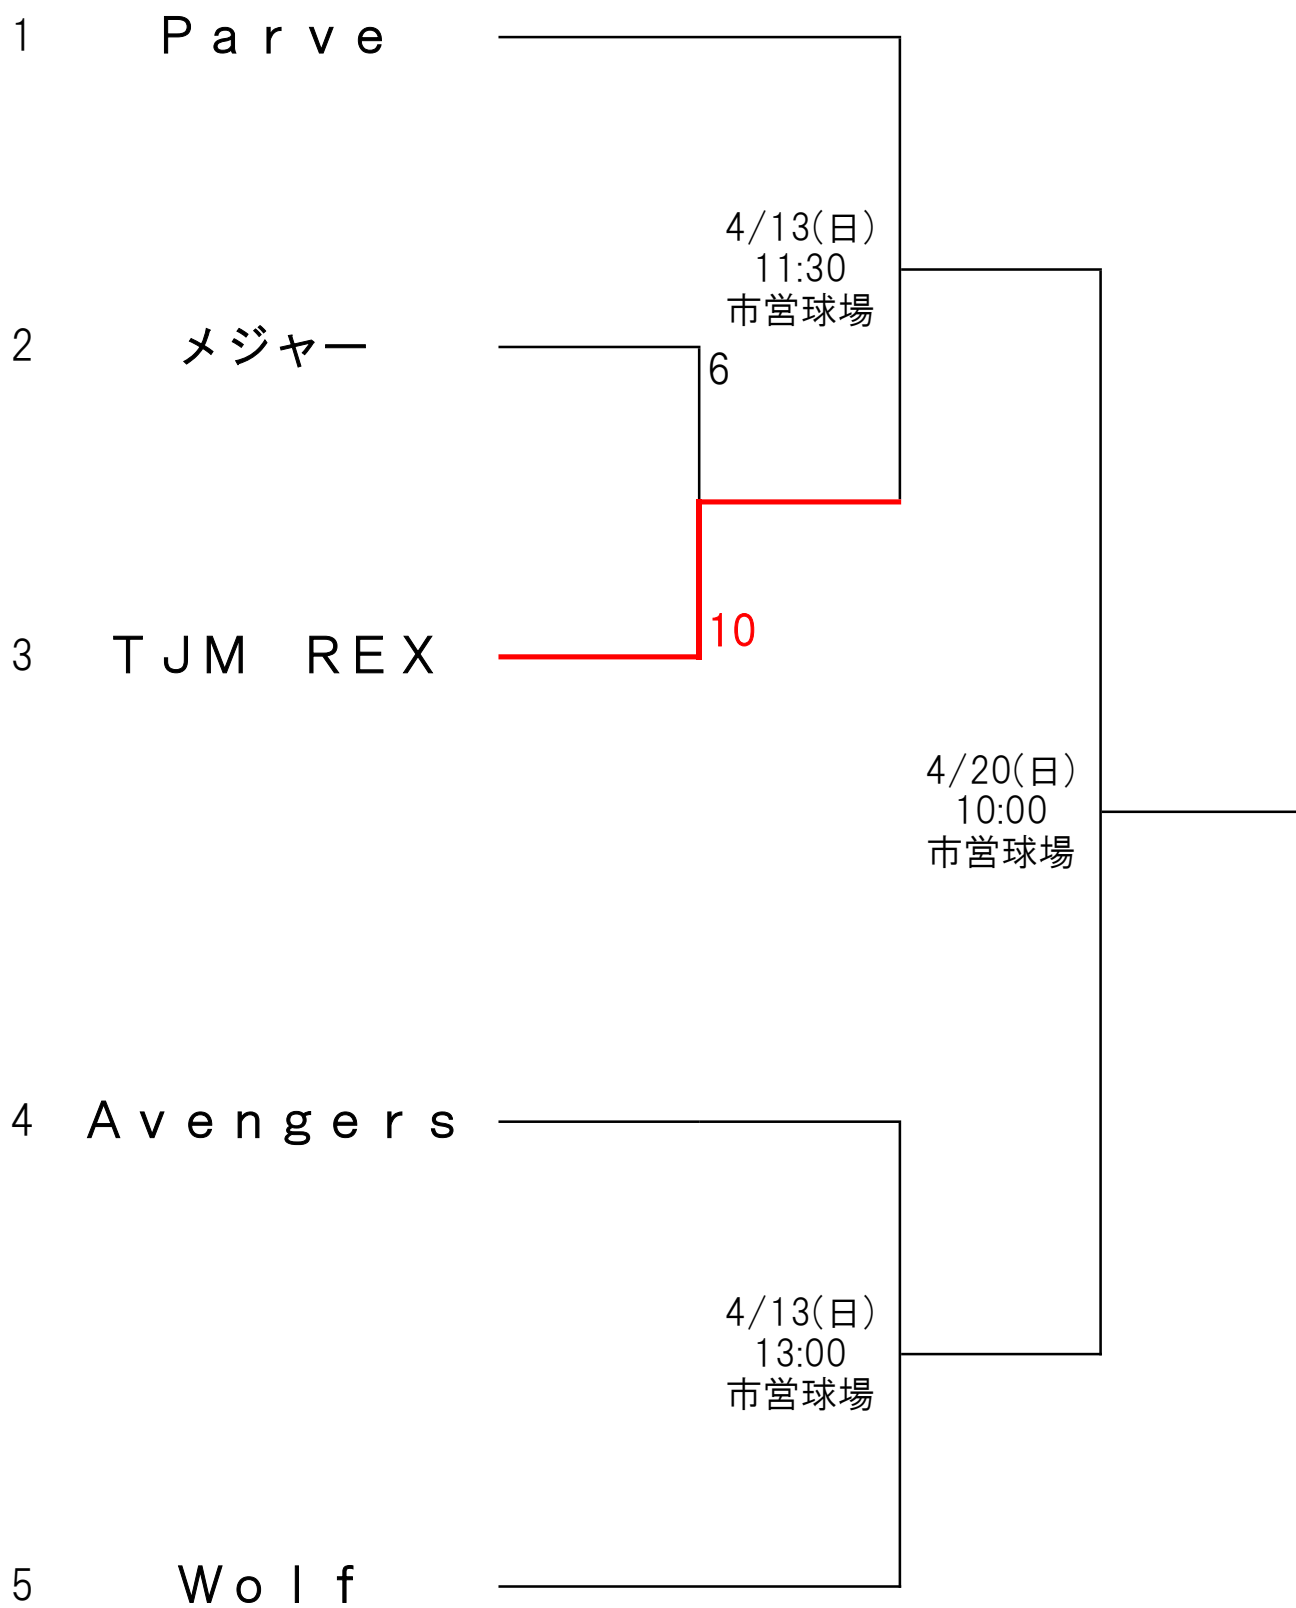 1 Ｐａｒｖｅ
4/13(日)
11:30
市営球場
2 メジャー
6
3 ＴＪＭ　ＲＥＸ
10
4/20(日)
10:00
市営球場
4 Ａｖｅｎｇｅｒｓ
4/13(日)
13:00
市営球場
5 Ｗｏｌｆ